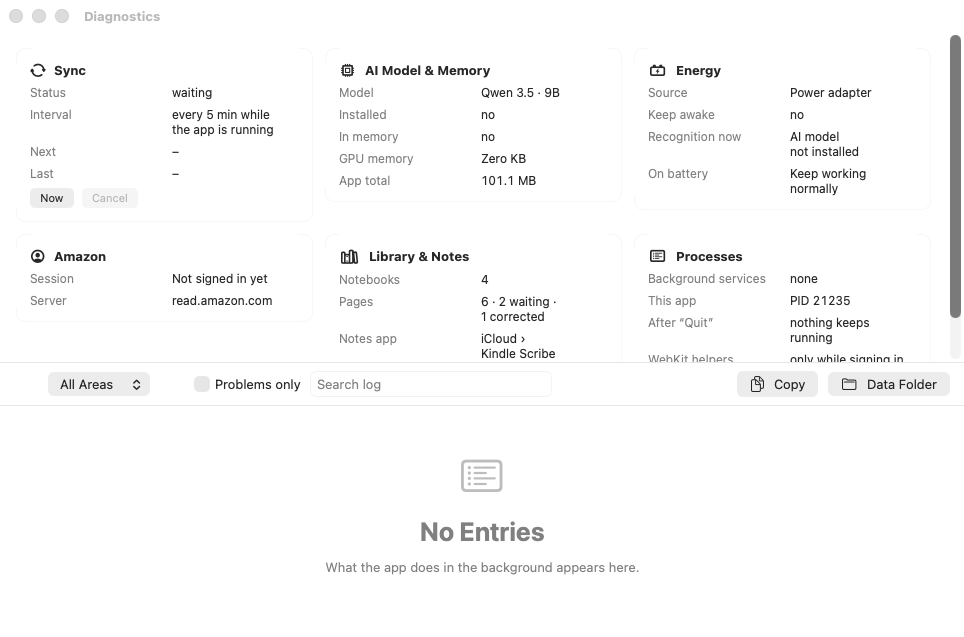 Diagnostics
Sync
Status waiting
Interval every 5 min while
the app is running
Next –
Last –
Now Cancel
AI Model & Memory
Model Qwen 3.5 · 9B
Installed no
In memory no
GPU memory Zero KB
App total 101.1 MB
Energy
Source Power adapter
Keep awake no
Recognition now AI model
not installed
On battery Keep working
normally
Amazon
Session Not signed in yet
Server read.amazon.com
Library & Notes
Notebooks 4
Pages 6 · 2 waiting ·
1 corrected
Notes app iCloud ›
Kindle Scribe
Processes
Background services none
This app PID 21235
After “Quit” nothing keeps
running
WebKit helpers only while signing in
All Areas Problems only Search log Copy Data Folder
No Entries
What the app does in the background appears here.